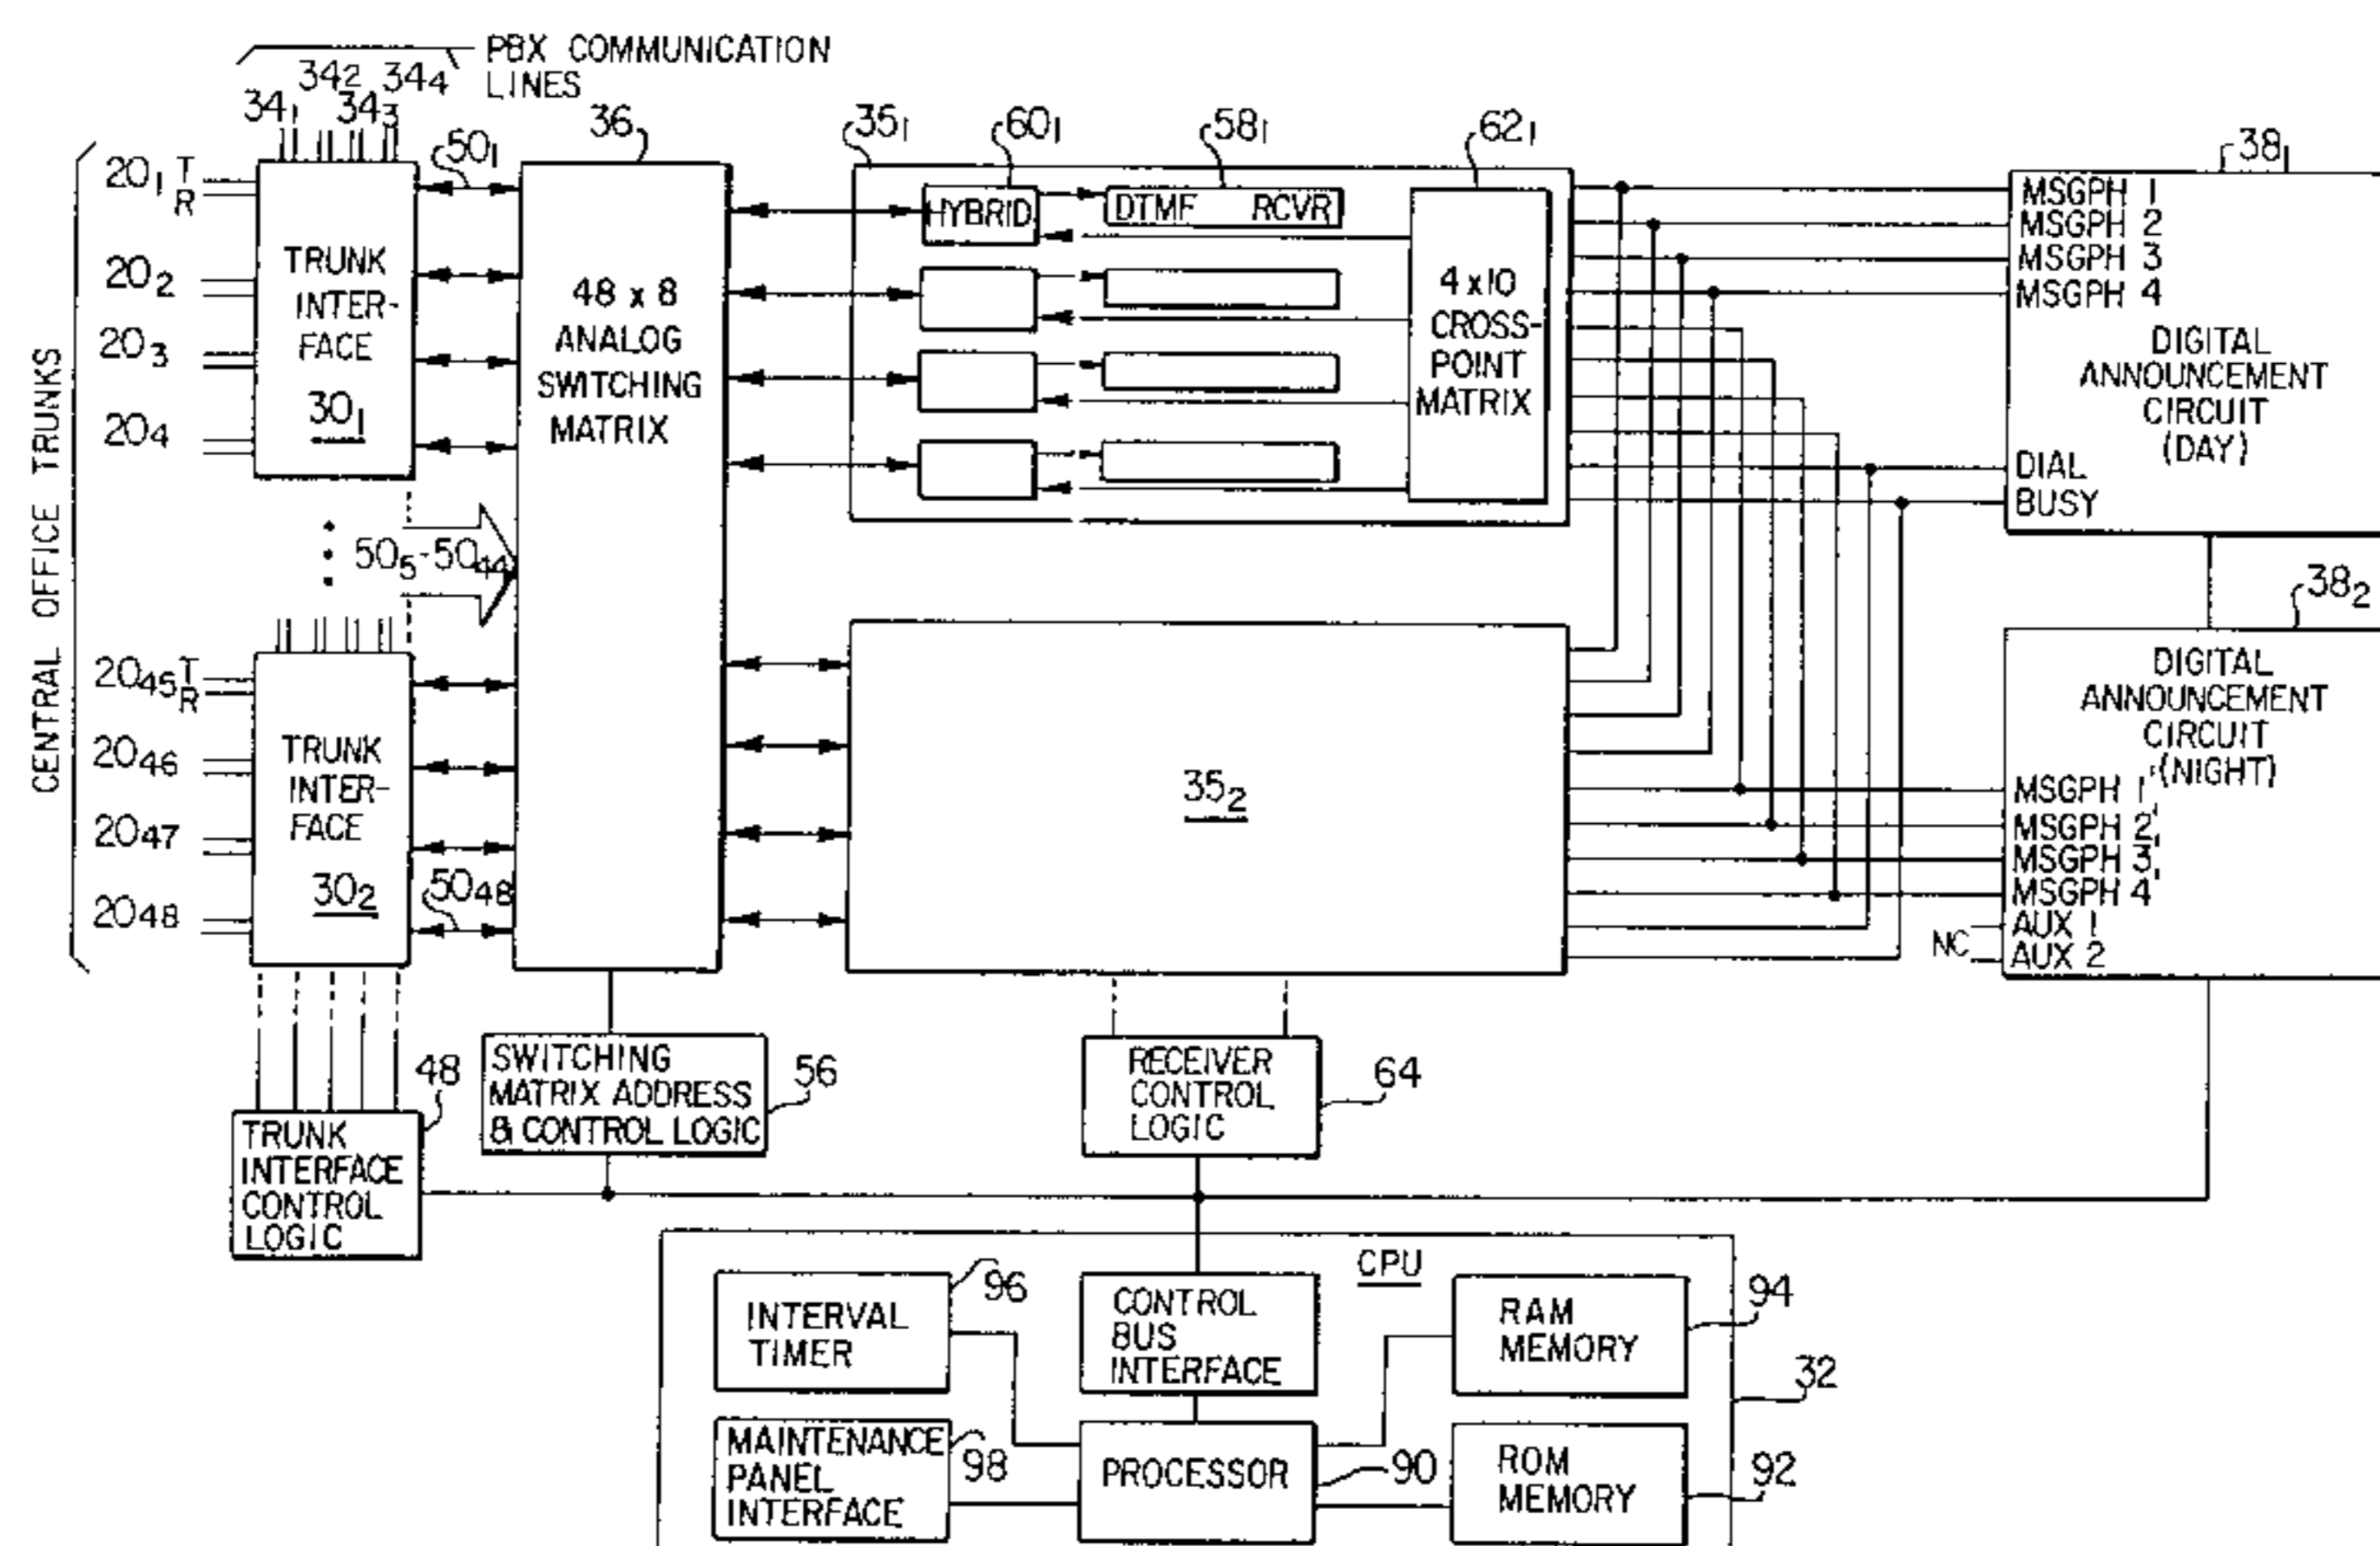 PBX COMMUNICATION
LINES
34₁ 34₂ 34₃ 34₄
CENTRAL OFFICE TRUNKS
20₁ T
R
20₂
20₃
20₄
TRUNK
INTER-
FACE
30₁
50₁
36
48 x 8
ANALOG
SWITCHING
MATRIX
50₅-50₄₄
20₄₅ T
R
20₄₆
20₄₇
20₄₈
TRUNK
INTER-
FACE
30₂
50₄₈
35₁
60₁
58₁
62₁
HYBRID
DTMF RCVR
4 x 10
CROSS-
POINT
MATRIX
35₂
38₁
MSGPH 1
MSGPH 2
MSGPH 3
MSGPH 4
DIGITAL
ANNOUNCEMENT
CIRCUIT
(DAY)
DIAL
BUSY
38₂
DIGITAL
ANNOUNCEMENT
CIRCUIT
(NIGHT)
MSGPH 1'
MSGPH 2'
MSGPH 3'
MSGPH 4'
AUX 1
NC
AUX 2
48
TRUNK
INTERFACE
CONTROL
LOGIC
SWITCHING
MATRIX ADDRESS
& CONTROL LOGIC
56
RECEIVER
CONTROL
LOGIC
64
CPU
32
INTERVAL
TIMER
96
CONTROL
BUS
INTERFACE
RAM
MEMORY
94
MAINTENANCE
PANEL
INTERFACE
98
PROCESSOR
90
ROM
MEMORY
92